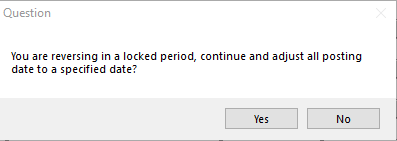 Question
You are reversing in a locked period, continue and adjust all posting
date to a specified date?
Yes
No